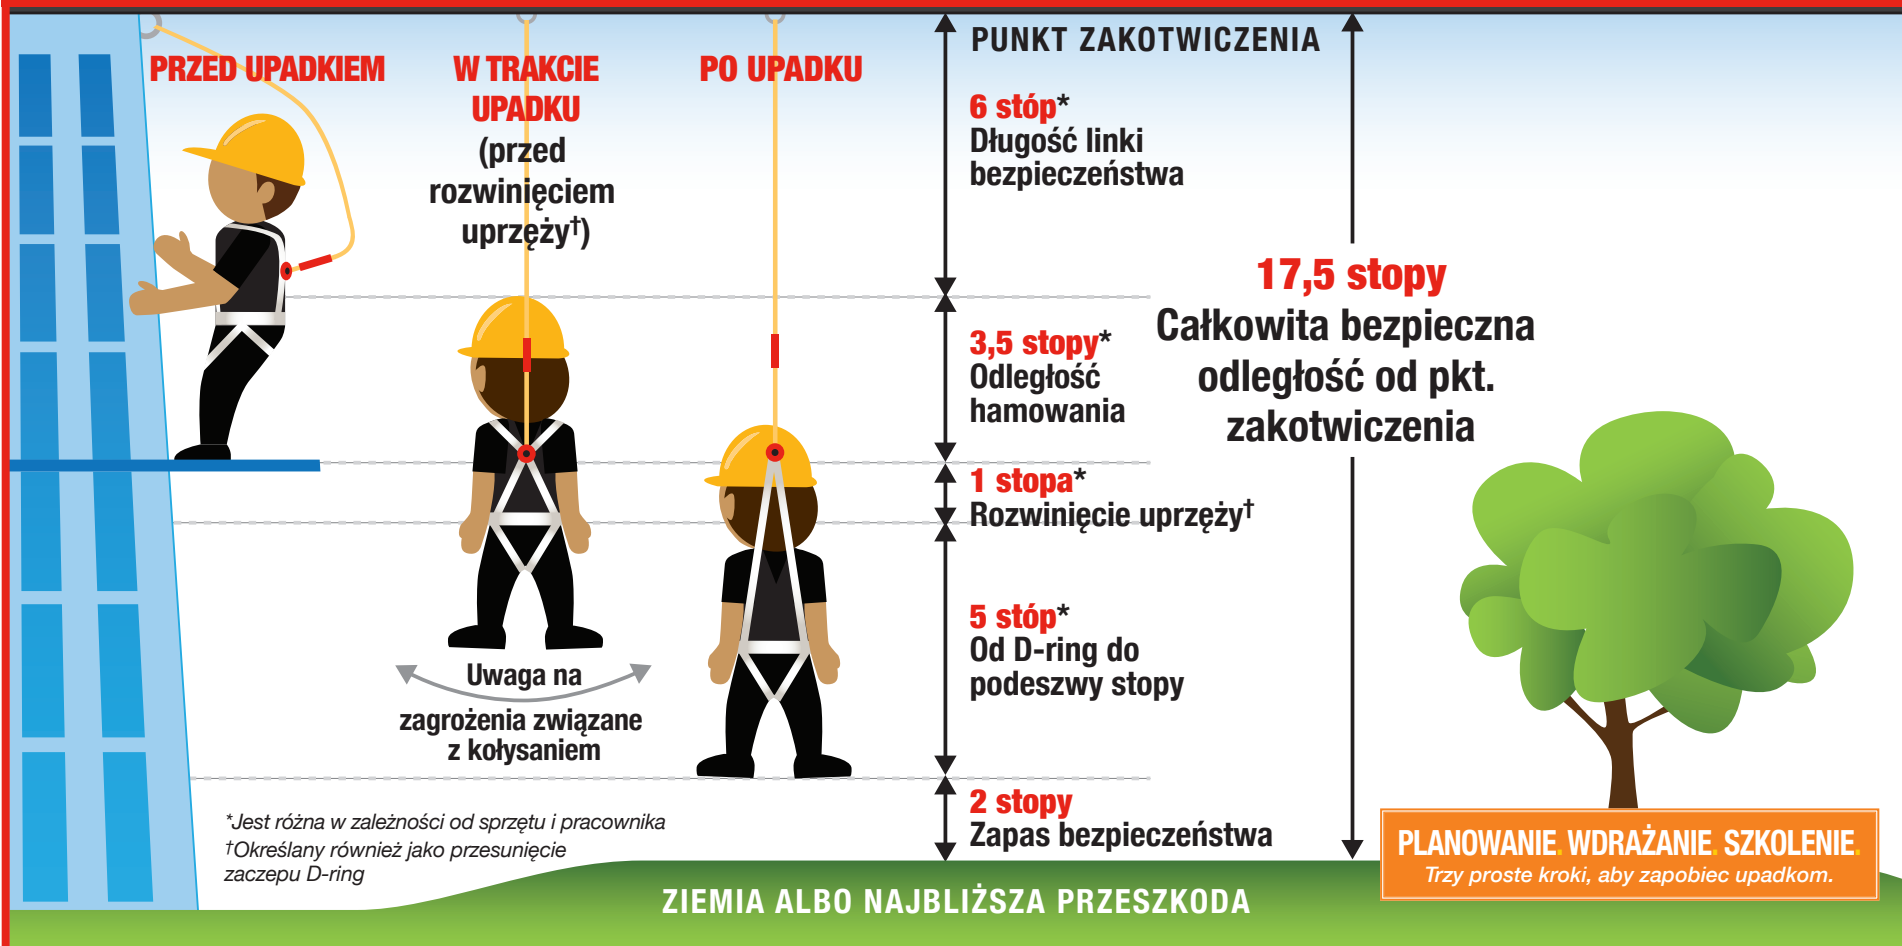 PRZED UPADKIEM
W TRAKCIE
UPADKU
(przed
rozwinięciem
uprzęży†)
PO UPADKU
PUNKT ZAKOTWICZENIA
6 stóp*
Długość linki
bezpieczeństwa
3,5 stopy*
Odległość
hamowania
1 stopa*
Rozwinięcie uprzęży†
5 stóp*
Od D-ring do
podeszwy stopy
2 stopy
Zapas bezpieczeństwa
17,5 stopy
Całkowita bezpieczna
odległość od pkt.
zakotwiczenia
Uwaga na
zagrożenia związane
z kołysaniem
*Jest różna w zależności od sprzętu i pracownika
†Określany również jako przesunięcie
zaczepu D-ring
ZIEMIA ALBO NAJBLIŻSZA PRZESZKODA
PLANOWANIE. WDRAŻANIE. SZKOLENIE.
Trzy proste kroki, aby zapobiec upadkom.